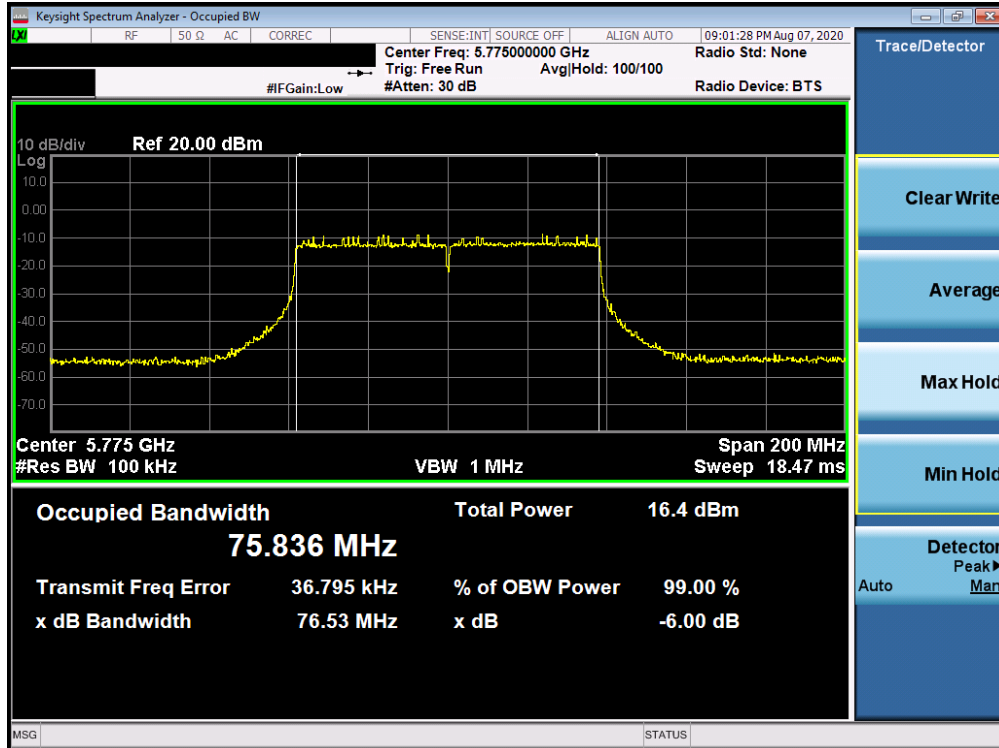 Keysight Spectrum Analyzer - Occupied BW
LXI RF 50 Ω AC CORREC SENSE:INT SOURCE OFF ALIGN AUTO 09:01:28 PM Aug 07, 2020
Center Freq: 5.775000000 GHz Radio Std: None
Trig: Free Run Avg|Hold: 100/100
#IFGain:Low #Atten: 30 dB Radio Device: BTS
Trace/Detector
10 dB/div Ref 20.00 dBm
Log
10.0
0.00
-10.0
-20.0
-30.0
-40.0
-50.0
-60.0
-70.0
Center 5.775 GHz Span 200 MHz
#Res BW 100 kHz VBW 1 MHz Sweep 18.47 ms
Occupied Bandwidth Total Power 16.4 dBm
75.836 MHz
Transmit Freq Error 36.795 kHz % of OBW Power 99.00 %
x dB Bandwidth 76.53 MHz x dB -6.00 dB
Clear Write
Average
Max Hold
Min Hold
Detector
Peak▶
Auto Man
MSG STATUS